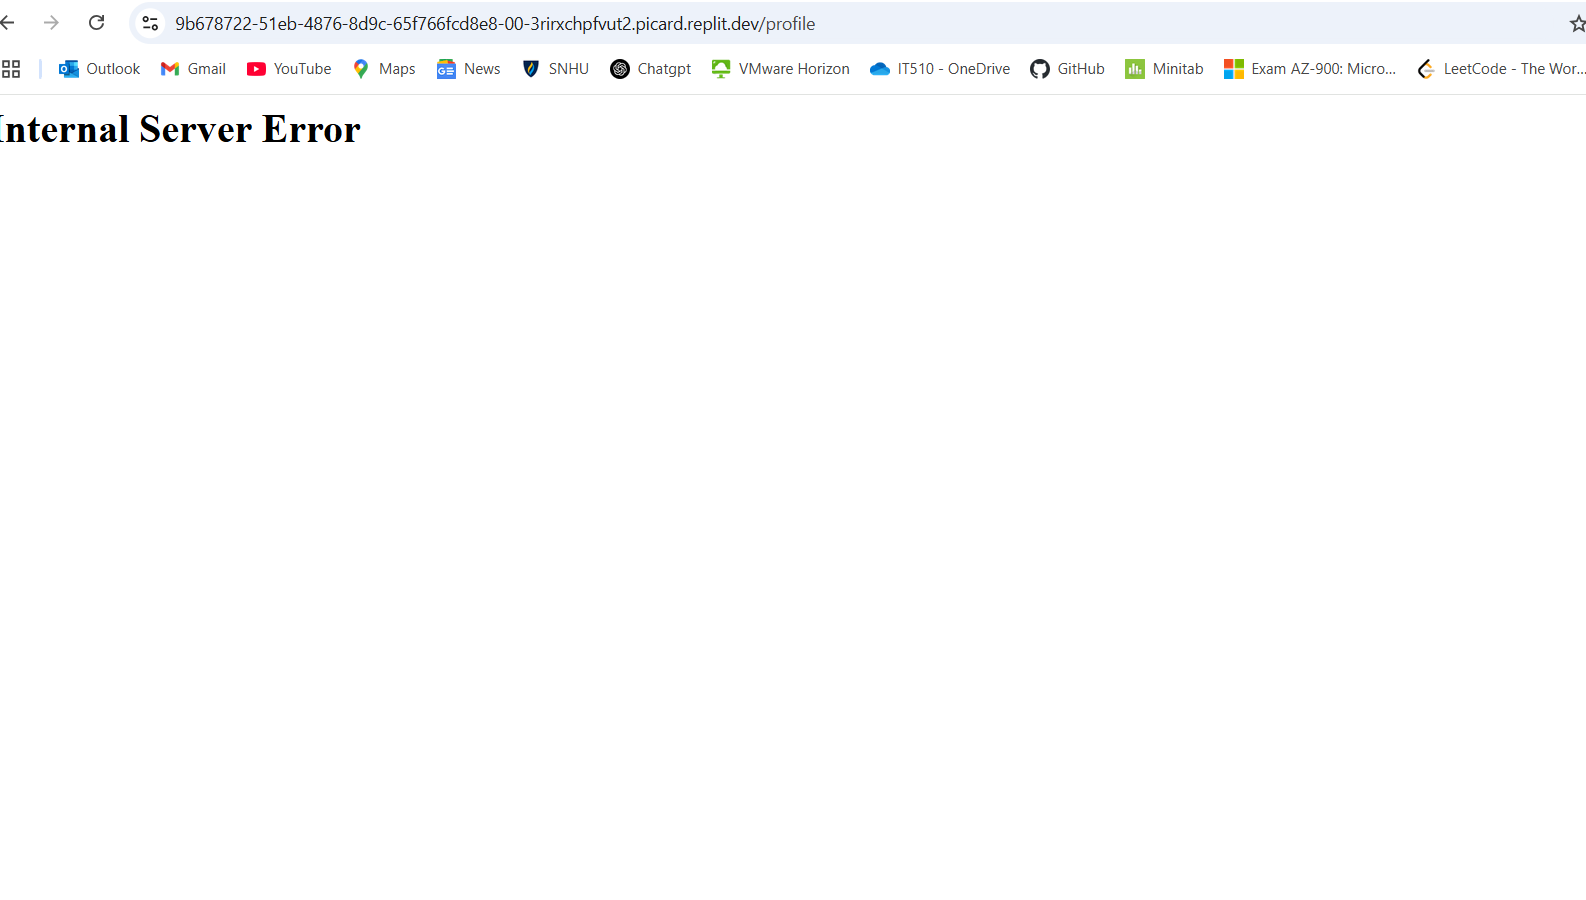 9b678722-51eb-4876-8d9c-65f766fcd8e8-00-3rirxchpfvut2.picard.replit.dev/profile
Outlook Gmail YouTube Maps News SNHU Chatgpt VMware Horizon IT510 - OneDrive GitHub Minitab Exam AZ-900: Micro... LeetCode - The Wor...
Internal Server Error